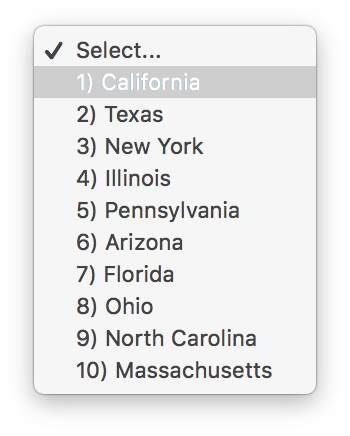 Select...
1) California
2) Texas
3) New York
4) Illinois
5) Pennsylvania
6) Arizona
7) Florida
8) Ohio
9) North Carolina
10) Massachusetts